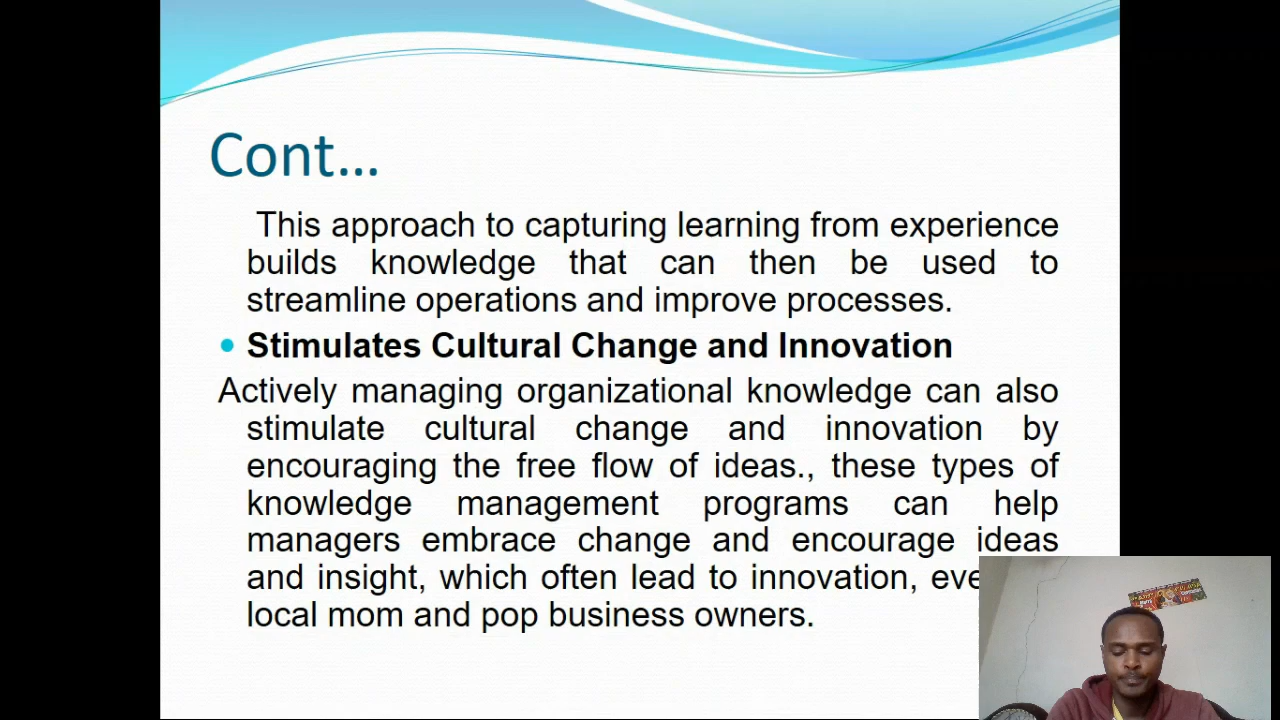 Cont...
This approach to capturing learning from experience
builds knowledge that can then be used to
streamline operations and improve processes.
• Stimulates Cultural Change and Innovation
Actively managing organizational knowledge can also
stimulate cultural change and innovation by
encouraging the free flow of ideas., these types of
knowledge management programs can help
managers embrace change and encourage ideas
and insight, which often lead to innovation,
local mom and pop business owners.